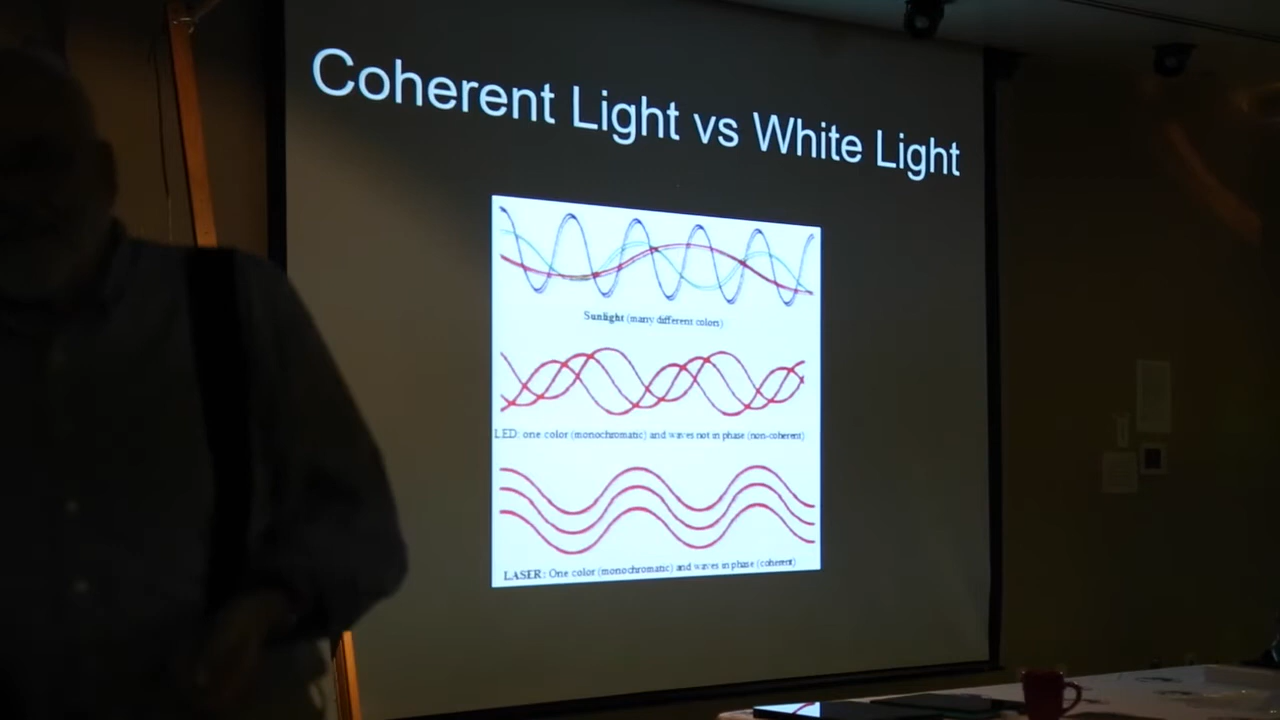 Coherent Light vs White Light
Sunlight (many different colors)
LED: one color (monochromatic) and waves not in phase (non-coherent)
LASER: One color (monochromatic) and waves in phase (coherent)